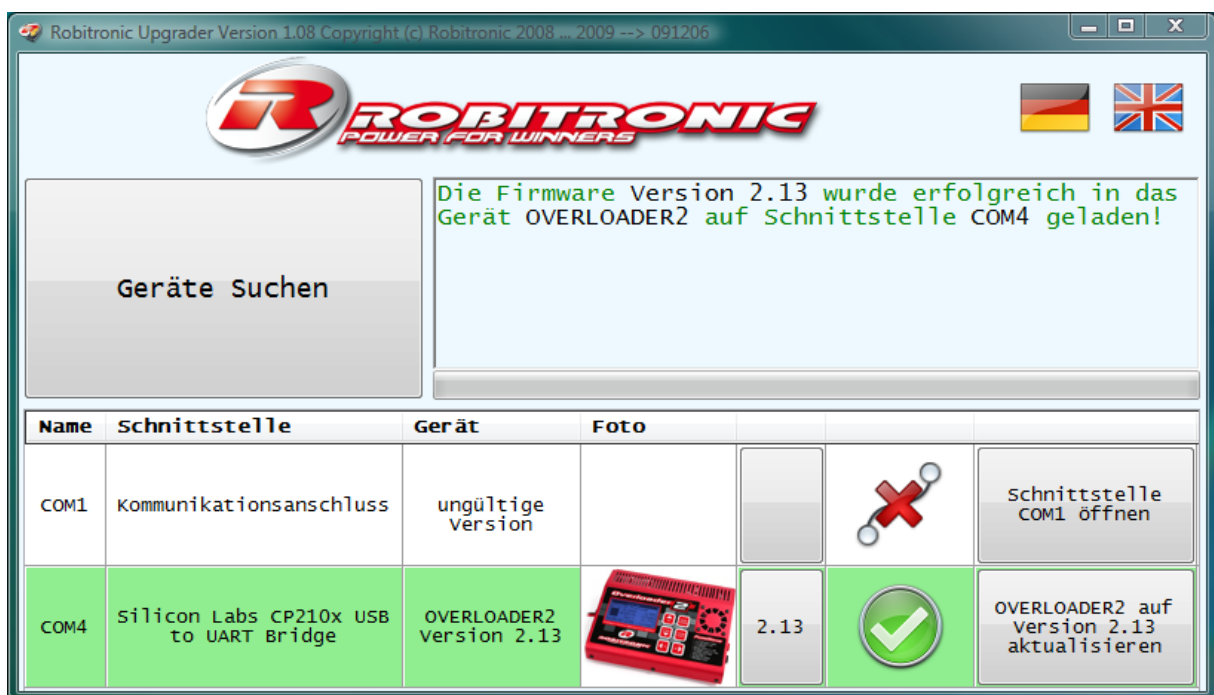 Robitronic Upgrader Version 1.08 Copyright (c) Robitronic 2008 ... 2009 --> 091206
R ROBITRONIC
POWER FOR WINNERS
Geräte Suchen
Die Firmware Version 2.13 wurde erfolgreich in das
Gerät OVERLOADER2 auf Schnittstelle COM4 geladen!
Name Schnittstelle Gerät Foto
COM1 Kommunikationsanschluss
ungültige
Version
Schnittstelle
COM1 öffnen
COM4
Silicon Labs CP210x USB
to UART Bridge
OVERLOADER2
Version 2.13
Overloader 2
2.13
OVERLOADER2 auf
Version 2.13
aktualisieren